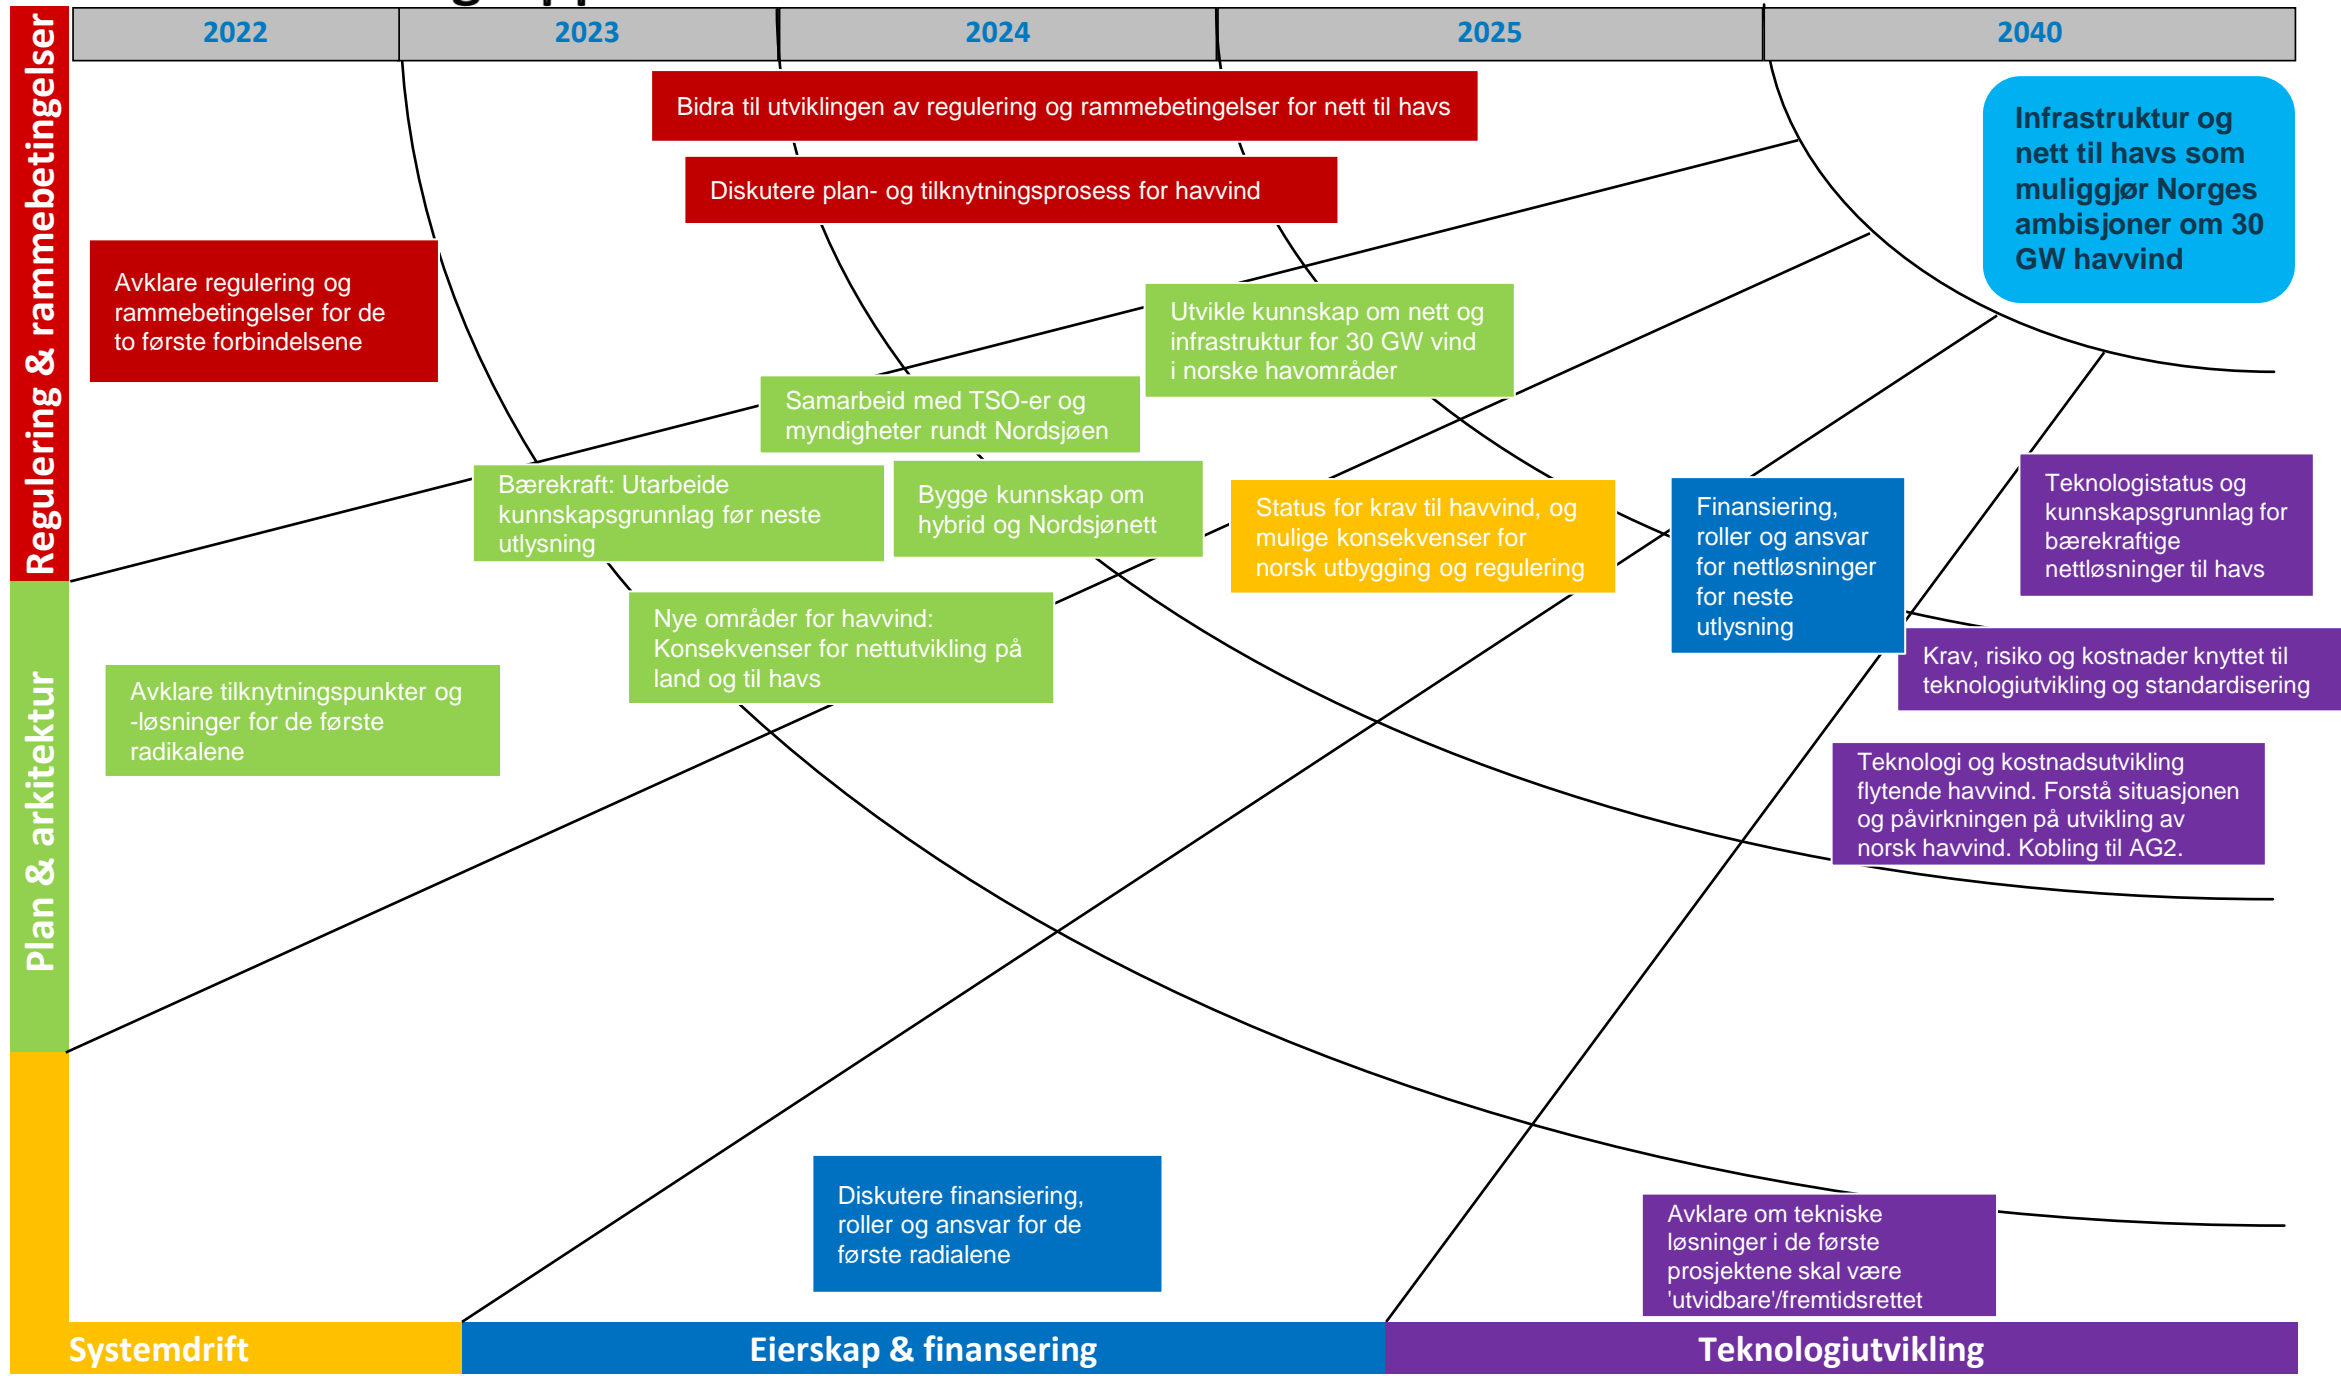 2022
2023
2024
2025
2040
Regulering & rammebetingelser
Bidra til utviklingen av regulering og rammebetingelser for nett til havs
Infrastruktur og
nett til havs som
muliggjør Norges
ambisjoner om 30
GW havvind
Diskutere plan- og tilknytningsprosess for havvind
Avklare regulering og
rammebetingelser for de
to første forbindelsene
Utvikle kunnskap om nett og
infrastruktur for 30 GW vind
i norske havområder
Samarbeid med TSO-er og
myndigheter rundt Nordsjøen
Bærekraft: Utarbeide
kunnskapsgrunnlag før neste
utlysning
Bygge kunnskap om
hybrid og Nordsjønett
Status for krav til havvind, og
mulige konsekvenser for
norsk utbygging og regulering
Finansiering,
roller og ansvar
for nettløsninger
for neste
utlysning
Teknologistatus og
kunnskapsgrunnlag for
bærekraftige
nettløsninger til havs
Plan & arkitektur
Nye områder for havvind:
Konsekvenser for nettutvikling på
land og til havs
Krav, risiko og kostnader knyttet til
teknologiutvikling og standardisering
Avklare tilknytningspunkter og
-løsninger for de første
radikalene
Teknologi og kostnadsutvikling
flytende havvind. Forstå situasjonen
og påvirkningen på utvikling av
norsk havvind. Kobling til AG2.
Diskutere finansiering,
roller og ansvar for de
første radialene
Avklare om tekniske
løsninger i de første
prosjektene skal være
'utvidbare'/fremtidsrettet
Systemdrift
Eierskap & finansering
Teknologiutvikling